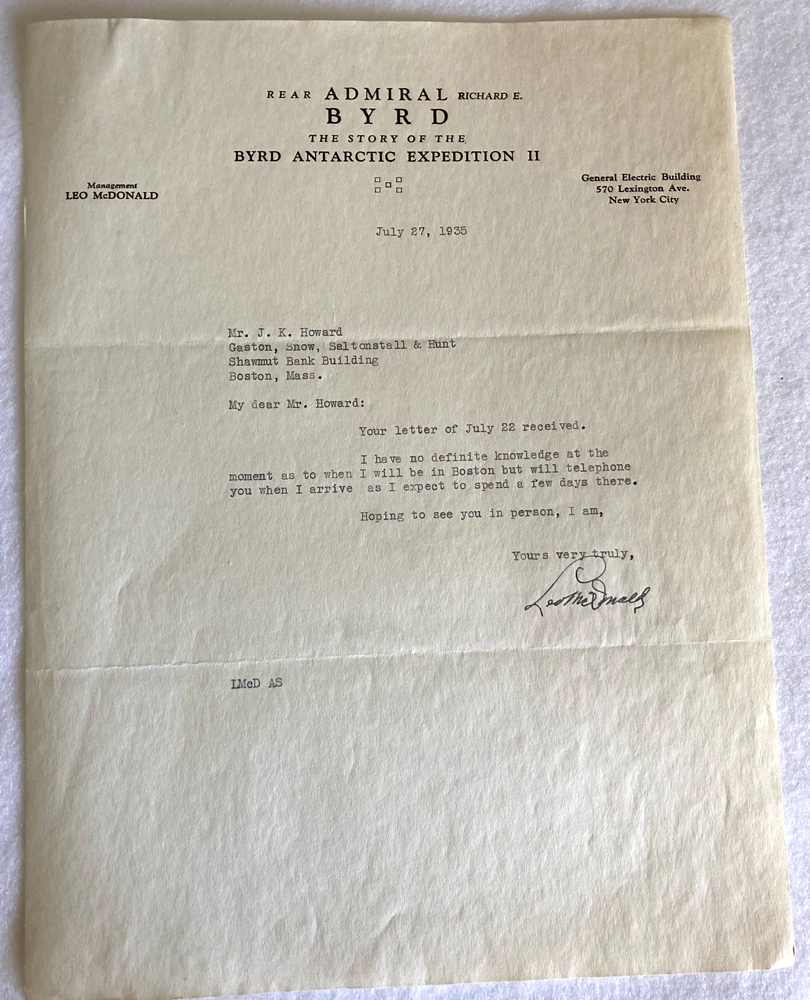 REAR ADMIRAL RICHARD E.
BYRD
THE STORY OF THE
BYRD ANTARCTIC EXPEDITION II
Management
LEO McDONALD
General Electric Building
570 Lexington Ave.
New York City
July 27, 1935
Mr. J. K. Howard
Gaston, Snow, Saltonstall & Hunt
Shawmut Bank Building
Boston, Mass.
My dear Mr. Howard:
Your letter of July 22 received.
I have no definite knowledge at the
moment as to when I will be in Boston but will telephone
you when I arrive as I expect to spend a few days there.
Hoping to see you in person, I am,
Yours very truly,
Leo McDonald
LMcD AS